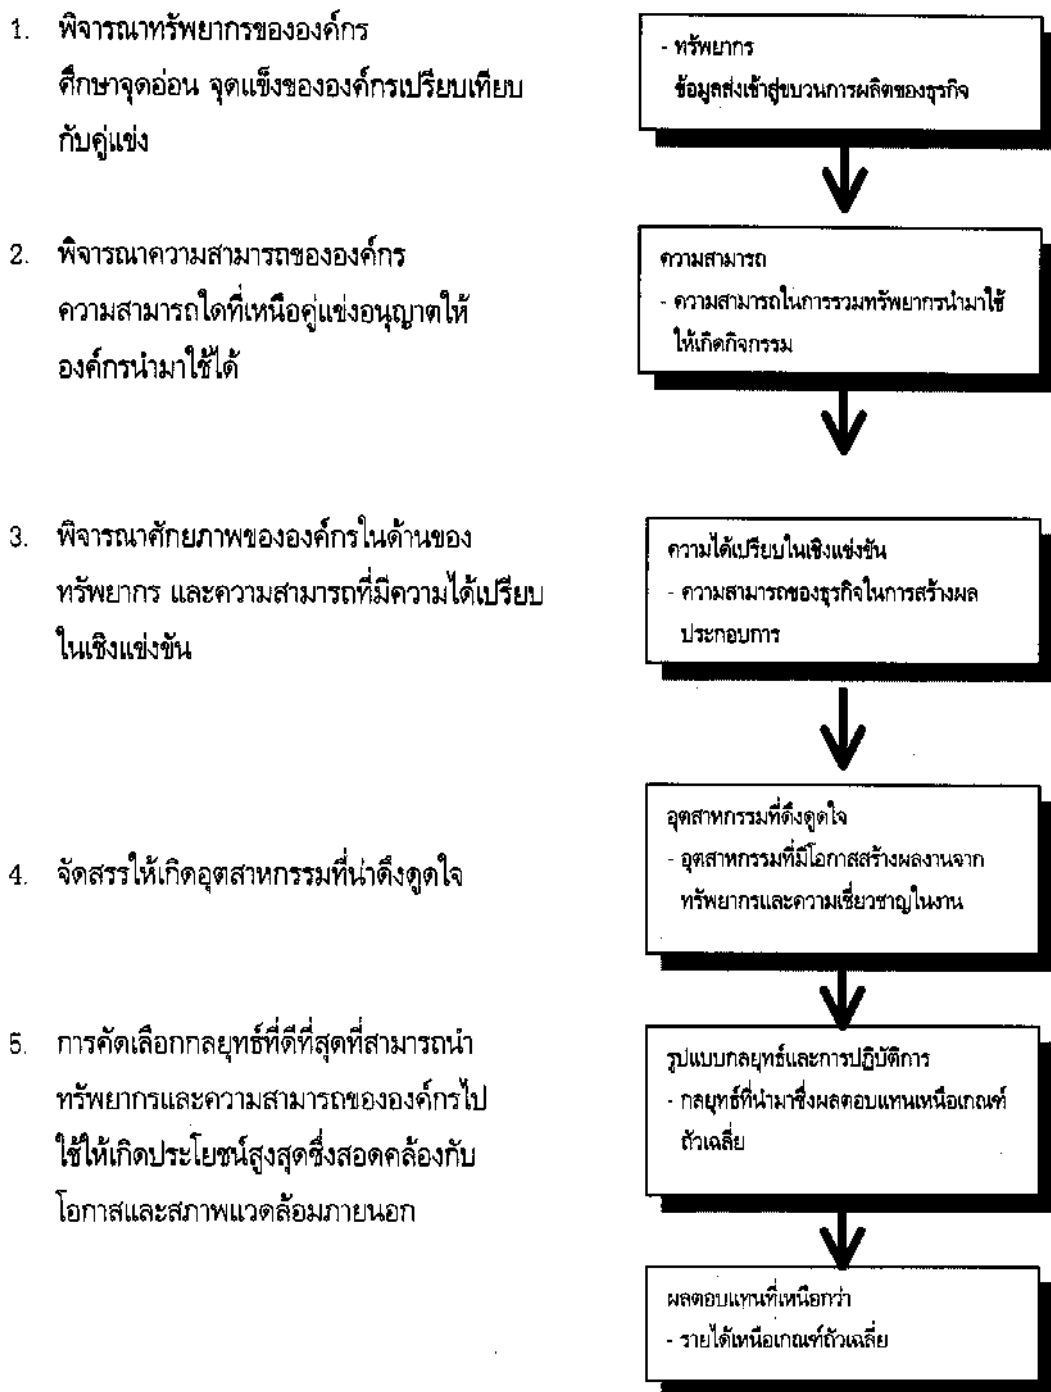 1. พิจารณาทรัพยากรขององค์กร
ศึกษาจุดอ่อน จุดแข็งขององค์กรเปรียบเทียบ
กับคู่แข่ง
- ทรัพยากร
ข้อมูลส่งเข้าสู่ขบวนการผลิตของธุรกิจ
2. พิจารณาความสามารถขององค์กร
ความสามารถใดที่เหนือคู่แข่งอนุญาตให้
องค์กรนำมาใช้ได้
ความสามารถ
- ความสามารถในการรวมทรัพยากรนำมาใช้
ให้เกิดกิจกรรม
3. พิจารณาศักยภาพขององค์กรในด้านของ
ทรัพยากร และความสามารถที่มีความได้เปรียบ
ในเชิงแข่งขัน
ความได้เปรียบในเชิงแข่งขัน
- ความสามารถของธุรกิจในการสร้างผล
ประกอบการ
4. จัดสรรให้เกิดอุตสาหกรรมที่น่าดึงดูดใจ
อุตสาหกรรมที่ดึงดูดใจ
- อุตสาหกรรมที่มีโอกาสสร้างผลงานจาก
ทรัพยากรและความเชี่ยวชาญในงาน
5. การคัดเลือกกลยุทธ์ที่ดีที่สุดที่สามารถนำ
ทรัพยากรและความสามารถขององค์กรไป
ใช้ให้เกิดประโยชน์สูงสุดซึ่งสอดคล้องกับ
โอกาสและสภาพแวดล้อมภายนอก
รูปแบบกลยุทธ์และการปฏิบัติการ
- กลยุทธ์ที่นำมาซึ่งผลตอบแทนเหนือเกณฑ์
ถัวเฉลี่ย
ผลตอบแทนที่เหนือกว่า
- รายได้เหนือเกณฑ์ถัวเฉลี่ย